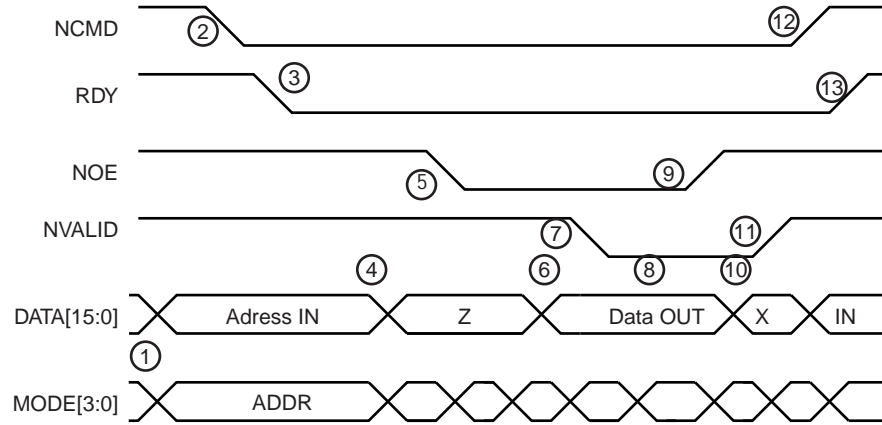 NCMD
2
12
RDY
3
13
NOE
5
9
NVALID
7
11
4
6
8
10
DATA[15:0]
Adress IN
Z
Data OUT
X
IN
1
MODE[3:0]
ADDR